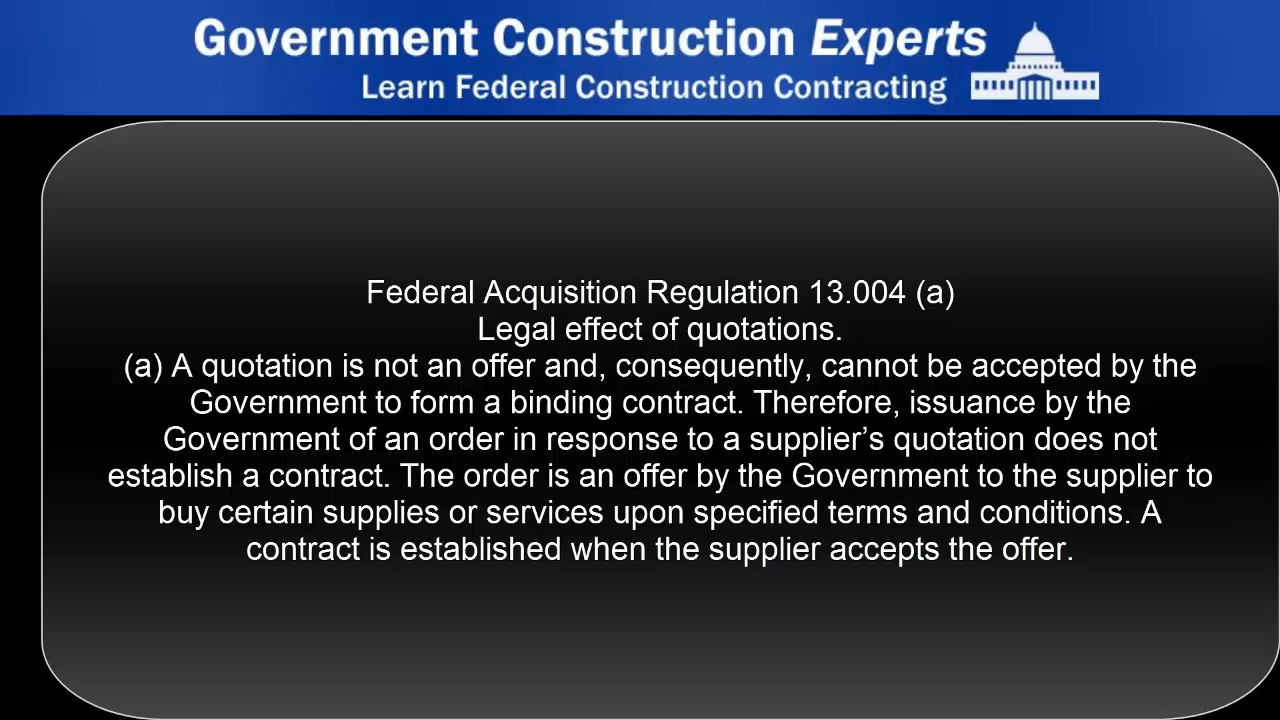 Government Construction Experts
Learn Federal Construction Contracting
Federal Acquisition Regulation 13.004 (a)
Legal effect of quotations.
(a) A quotation is not an offer and, consequently, cannot be accepted by the
Government to form a binding contract. Therefore, issuance by the
Government of an order in response to a supplier’s quotation does not
establish a contract. The order is an offer by the Government to the supplier to
buy certain supplies or services upon specified terms and conditions. A
contract is established when the supplier accepts the offer.